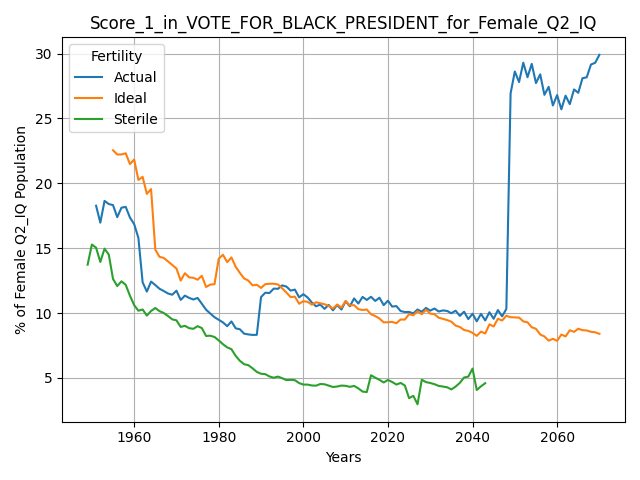 Score_1_in_VOTE_FOR_BLACK_PRESIDENT_for_Female_Q2_IQ
Fertility
Actual
Ideal
Sterile
% of Female Q2_IQ Population
30
25
20
15
10
5
1960 1980 2000 2020 2040 2060
Years